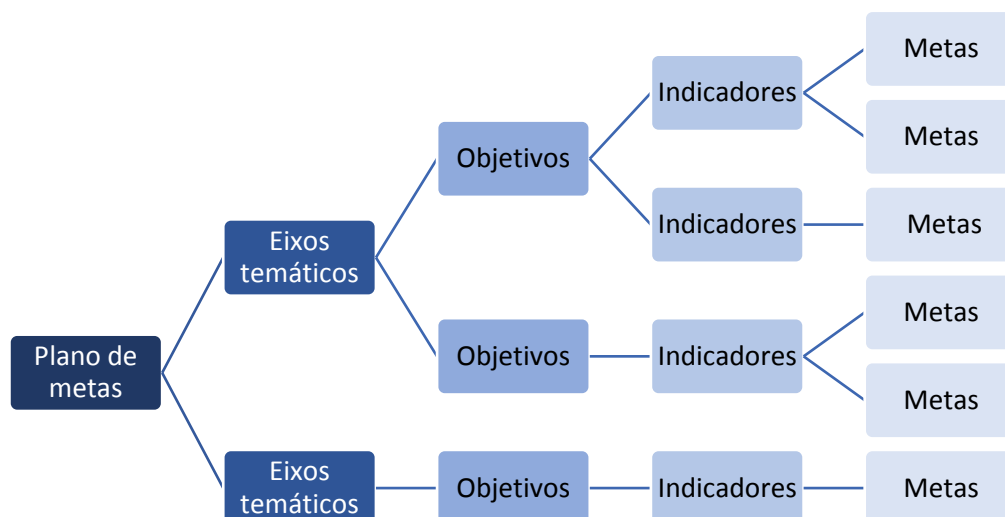 Plano de
metas
Eixos
temáticos
Objetivos
Indicadores
Metas
Metas
Indicadores
Metas
Objetivos
Indicadores
Metas
Metas
Eixos
temáticos
Objetivos
Indicadores
Metas